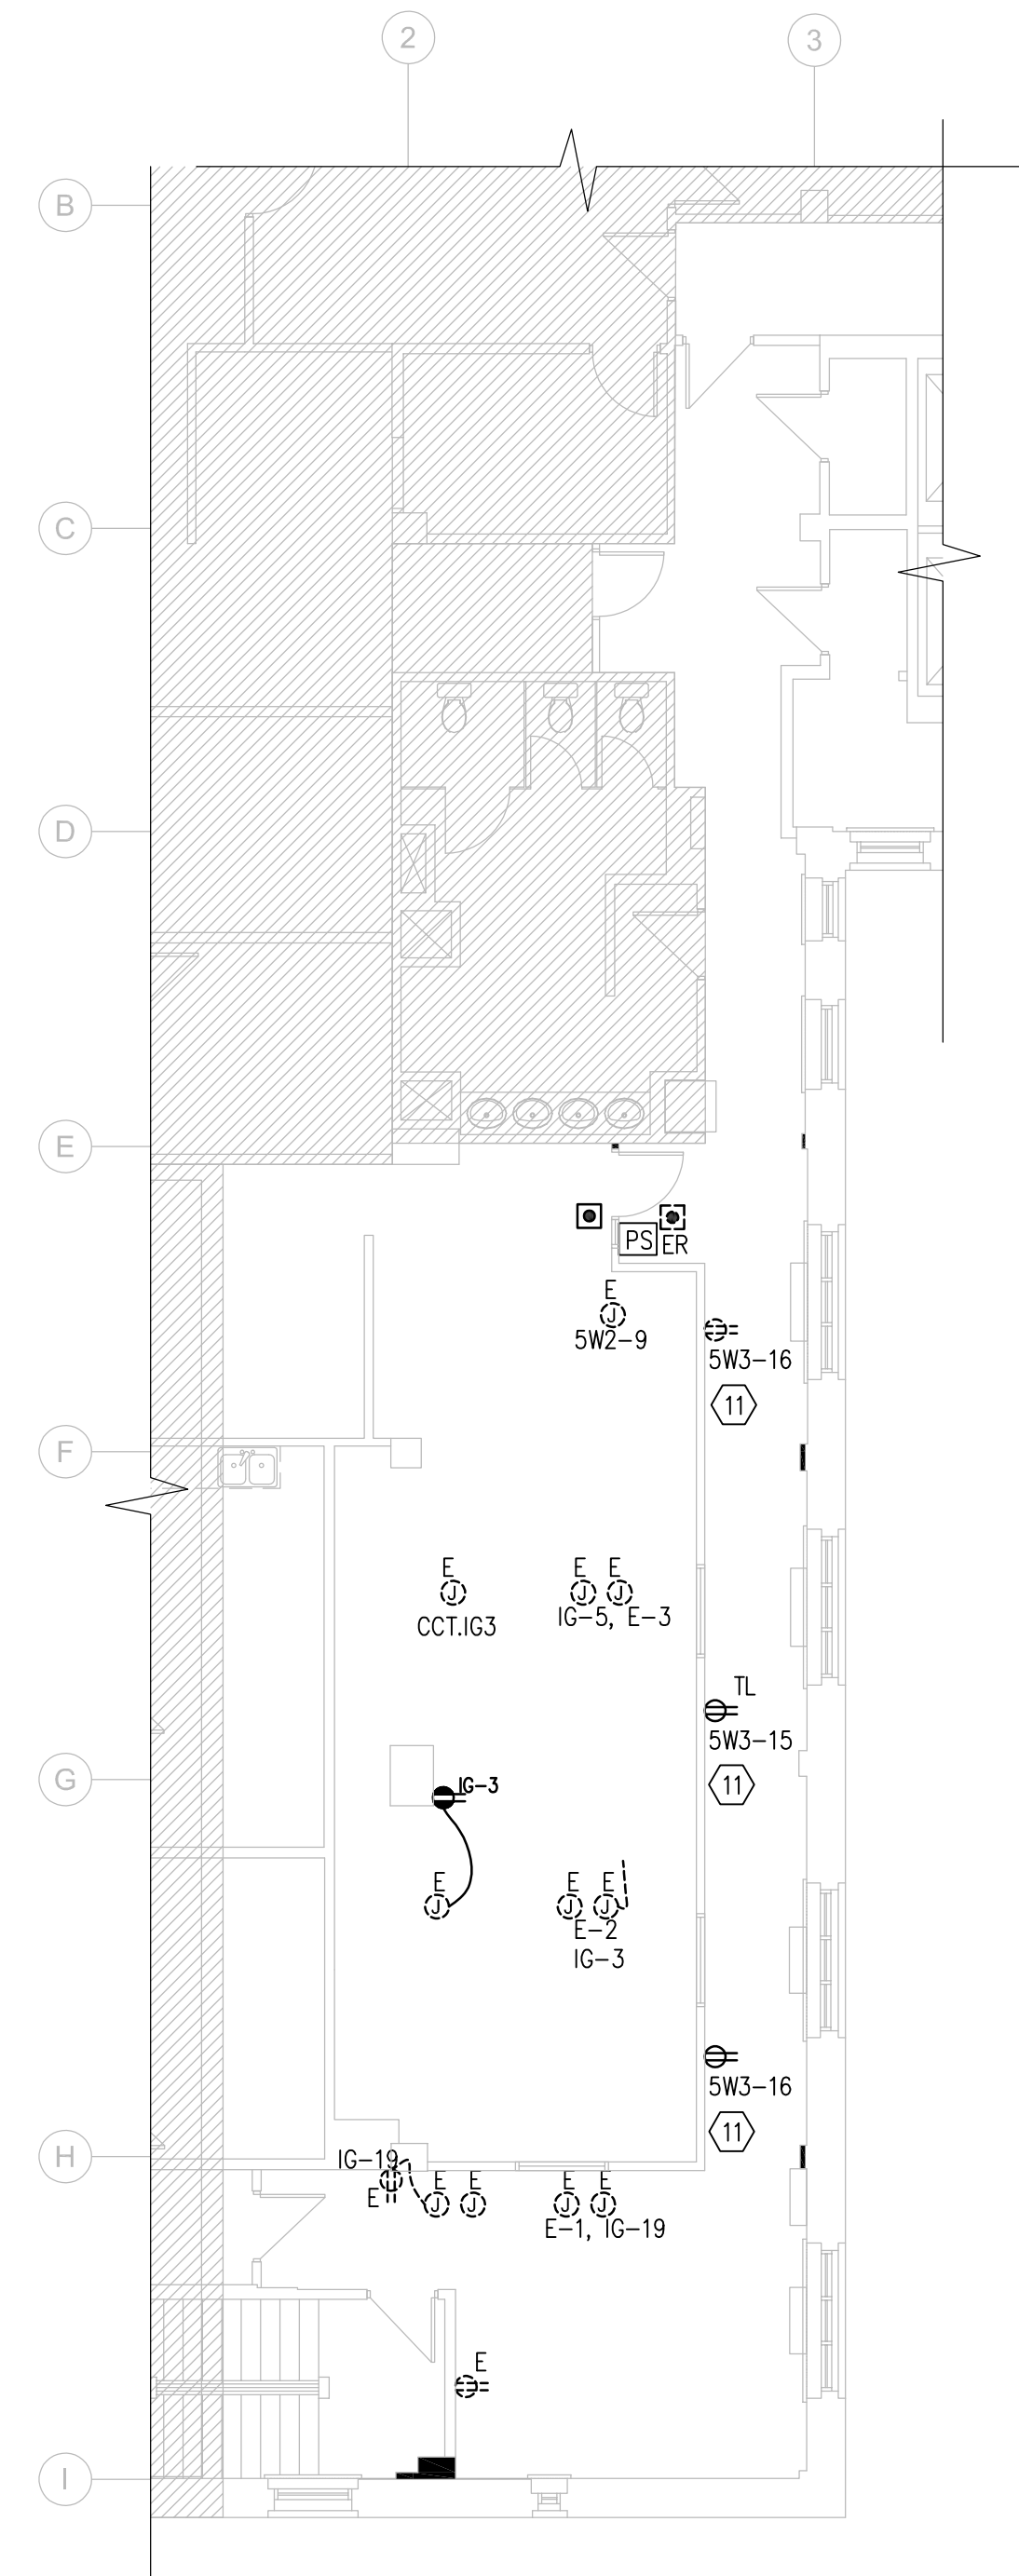 2
3
B
C
D
E
PS
ER
E
J
5W2-9
5W3-16
11
F
E
J
CCT.IG3
E E
J J
IG-5, E-3
TL
5W3-15
11
G
IG-3
E
J
E E
J J
E-2
IG-3
5W3-16
11
H
IG-19
E
E E
J J
E E
J J
E-1, IG-19
E
I